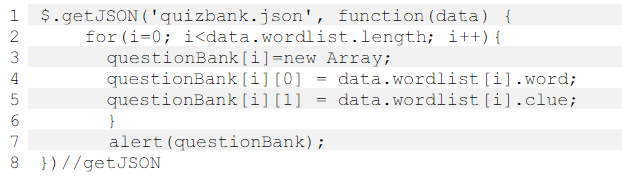 1 $.getJSON('quizbank.json', function(data) {
2 for(i=0; i<data.wordlist.length; i++){
3 questionBank[i]=new Array;
4 questionBank[i][0] = data.wordlist[i].word;
5 questionBank[i][1] = data.wordlist[i].clue;
6 }
7 alert(questionBank);
8 })//getJSON